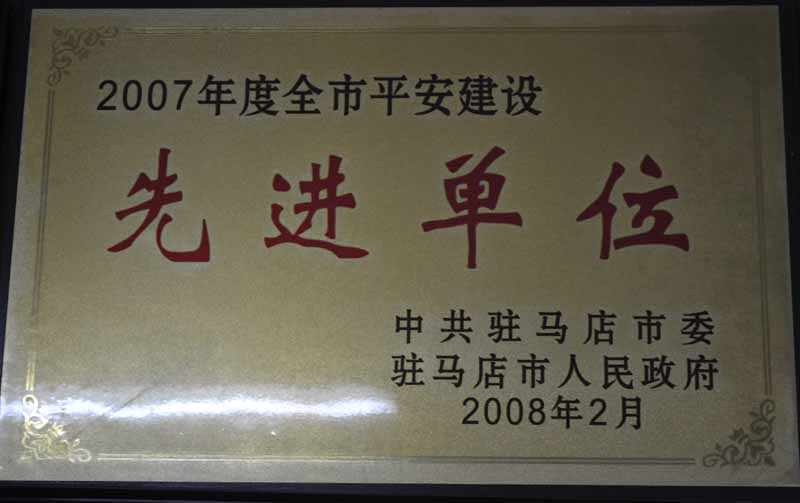 2007年度全市平安建设
先进单位
中共驻马店市委
驻马店市人民政府
2008年2月